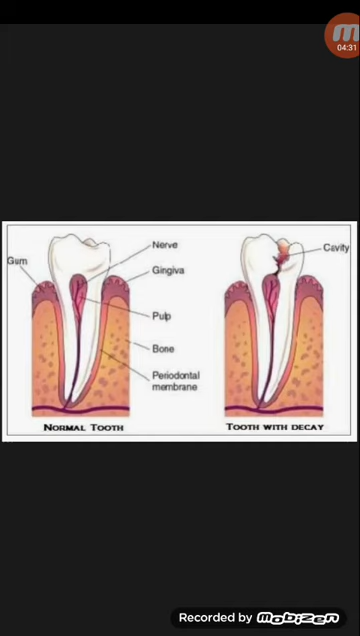 04:31
Gum
Nerve
Gingiva
Pulp
Bone
Periodontal
membrane
Cavity
NORMAL TOOTH
TOOTH WITH DECAY
Recorded by Mobizen